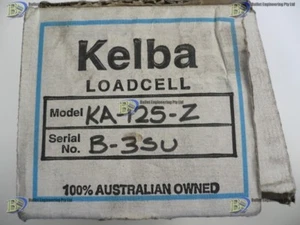 Kelba
LOADCELL
Model KA-125-Z
Serial No. B-3SU
100% AUSTRALIAN OWNED